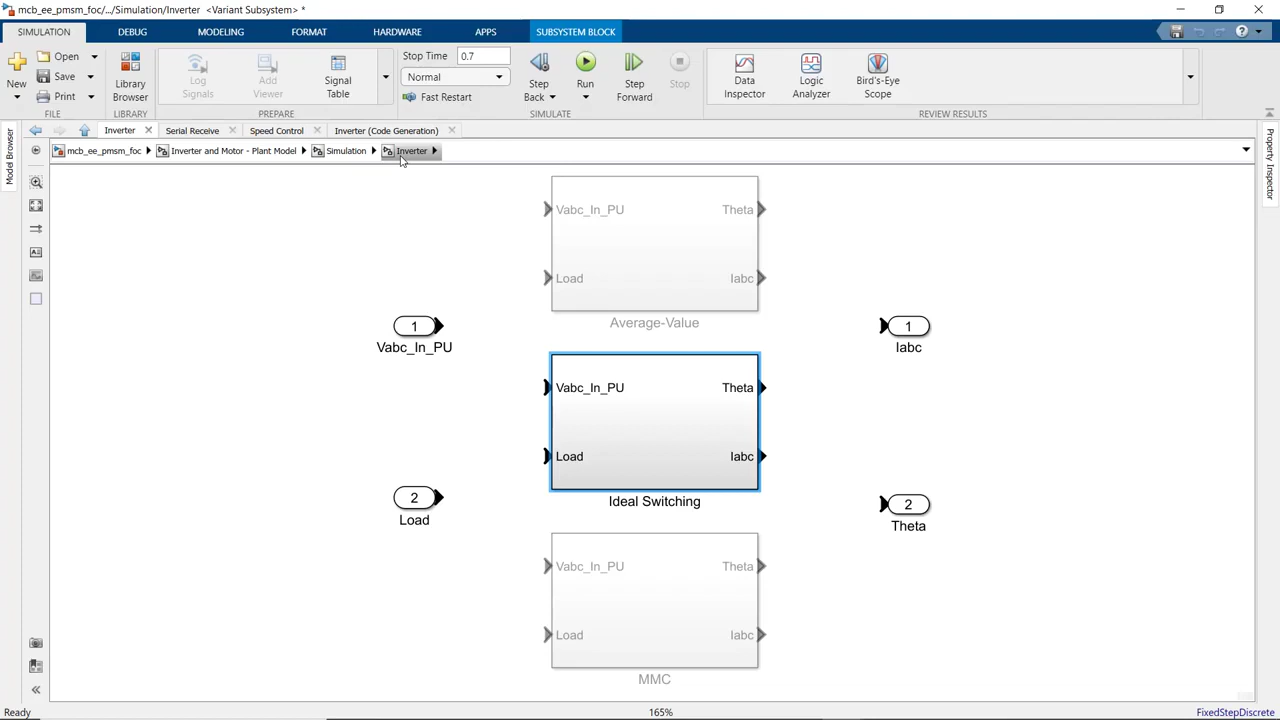 mcb_ee_pmsm_foc/.../Simulation/Inverter <Variant Subsystem> *
SIMULATION
DEBUG
MODELING
FORMAT
HARDWARE
APPS
SUBSYSTEM BLOCK
New
Open
Save
Print
FILE
Library
Browser
LIBRARY
Log
Signals
Add
Viewer
Signal
Table
PREPARE
Stop Time 0.7
Normal
Fast Restart
Step
Back
Run
Step
Forward
Stop
SIMULATE
Data
Inspector
Logic
Analyzer
Bird's-Eye
Scope
REVIEW RESULTS
Model Browser
Inverter
Serial Receive
Speed Control
Inverter (Code Generation)
Property Inspector
mcb_ee_pmsm_foc
Inverter and Motor - Plant Model
Simulation
Inverter
Vabc_In_PU Theta
Load Iabc
Average-Value
1
Vabc_In_PU
1
Iabc
Vabc_In_PU Theta
Load Iabc
Ideal Switching
2
Load
2
Theta
Vabc_In_PU Theta
Load Iabc
MMC
Ready
165%
FixedStepDiscrete